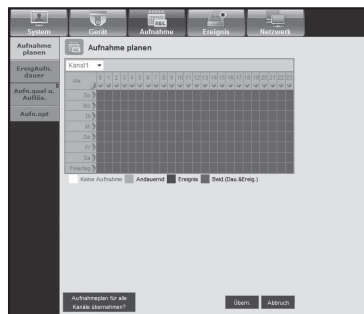 System Gerät Aufnahme Ereignis Netzwerk
Aufnahme planen
EreigAufn. dauer
Aufn.qual u. Auflös.
Aufn.opt
Aufnahme planen
Kanal1
Alle 0 1 2 3 4 5 6 7 8 9 10 11 12 13 14 15 16 17 18 19 20 21 22 23
So
Mo
Di
Mi
Do
Fr
Sa
Feiertag
Keine Aufnahme Andauernd Ereignis Beid (Dau.&Ereig.)
Aufnahmeplan für alle
Kanäle übernehmen?
Übern. Abbruch